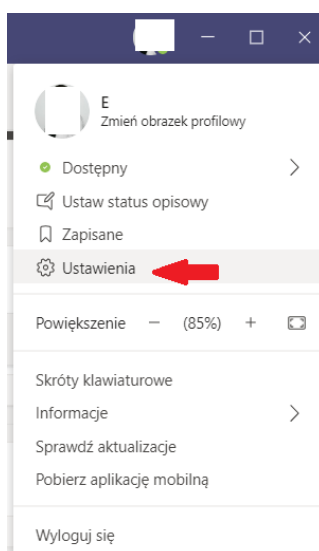 E
Zmień obrazek profilowy
Dostępny
Ustaw status opisowy
Zapisane
Ustawienia
Powiększenie − (85%) +
Skróty klawiaturowe
Informacje
Sprawdź aktualizacje
Pobierz aplikację mobilną
Wyloguj się